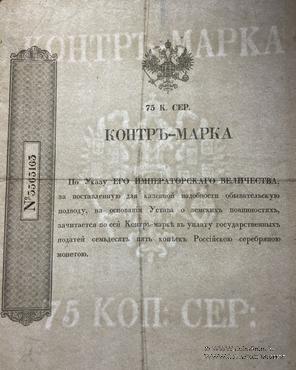 КОНТРЪ-МАРКА
75 К. СЕР.
КОНТРЪ-МАРКА
№ 3565163
По Указу ЕГО ИМПЕРАТОРСКАГО ВЕЛИЧЕСТВА,
за поставленную для казенной надобности обывательскую
подводу, на основаніи Устава о земскихъ повинностяхъ,
зачитается по сей Контръ-маркѣ въ уплату государственныхъ
податей семьдесятъ пять копѣекъ Россійскою серебряною
монетою.
75 КОП: СЕР: